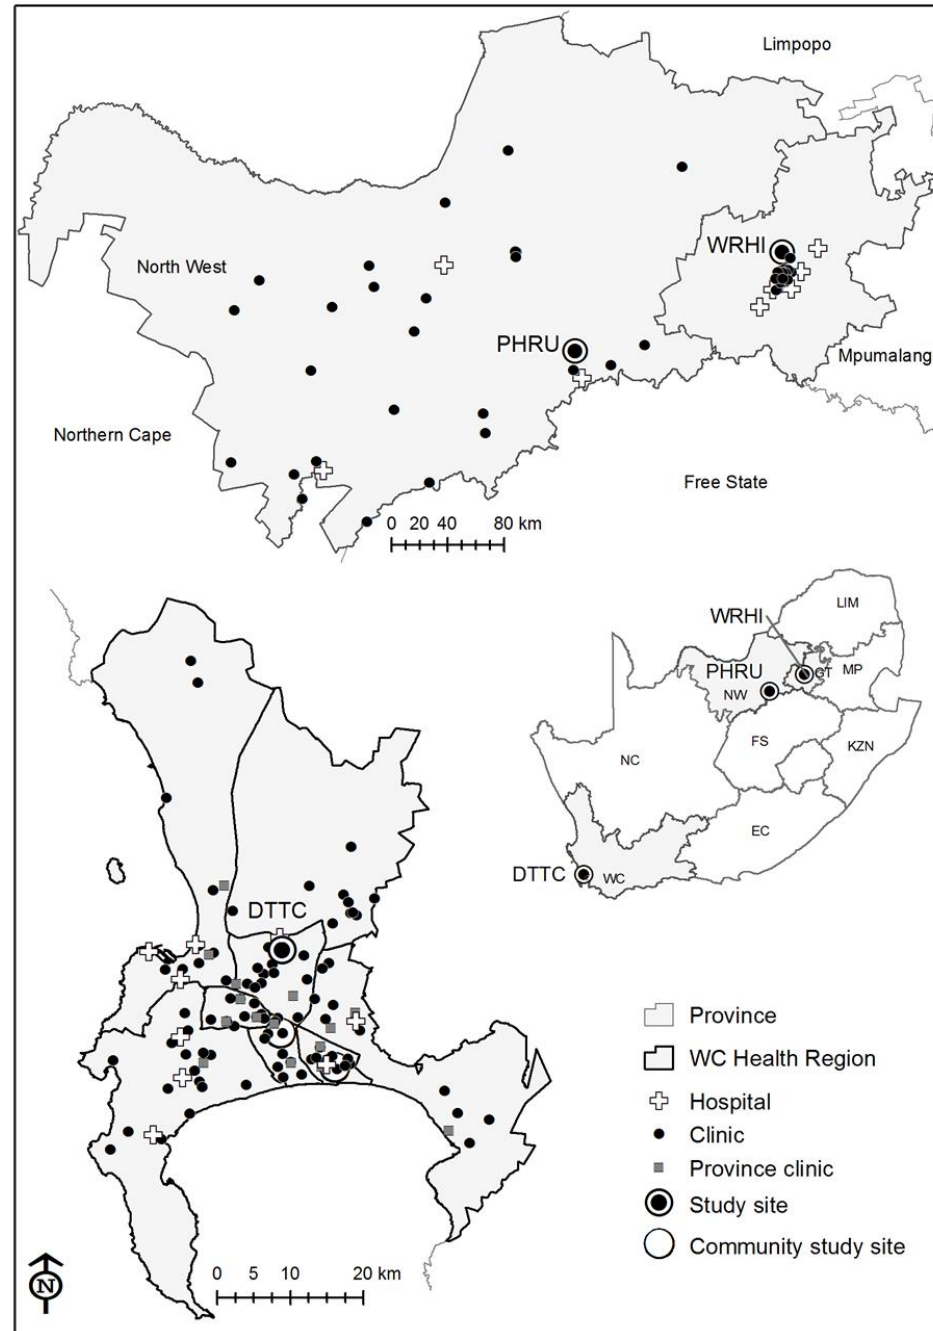 Limpopo
WRHI
North West
PHRU
Mpumalang
Northern Cape
Free State
0 20 40 80 km
WRHI
LIM
PHRU
GT
MP
NW
FS
KZN
NC
EC
DTTC
WC
DTTC
Province
WC Health Region
Hospital
Clinic
Province clinic
Study site
Community study site
0 5 10 20 km
N